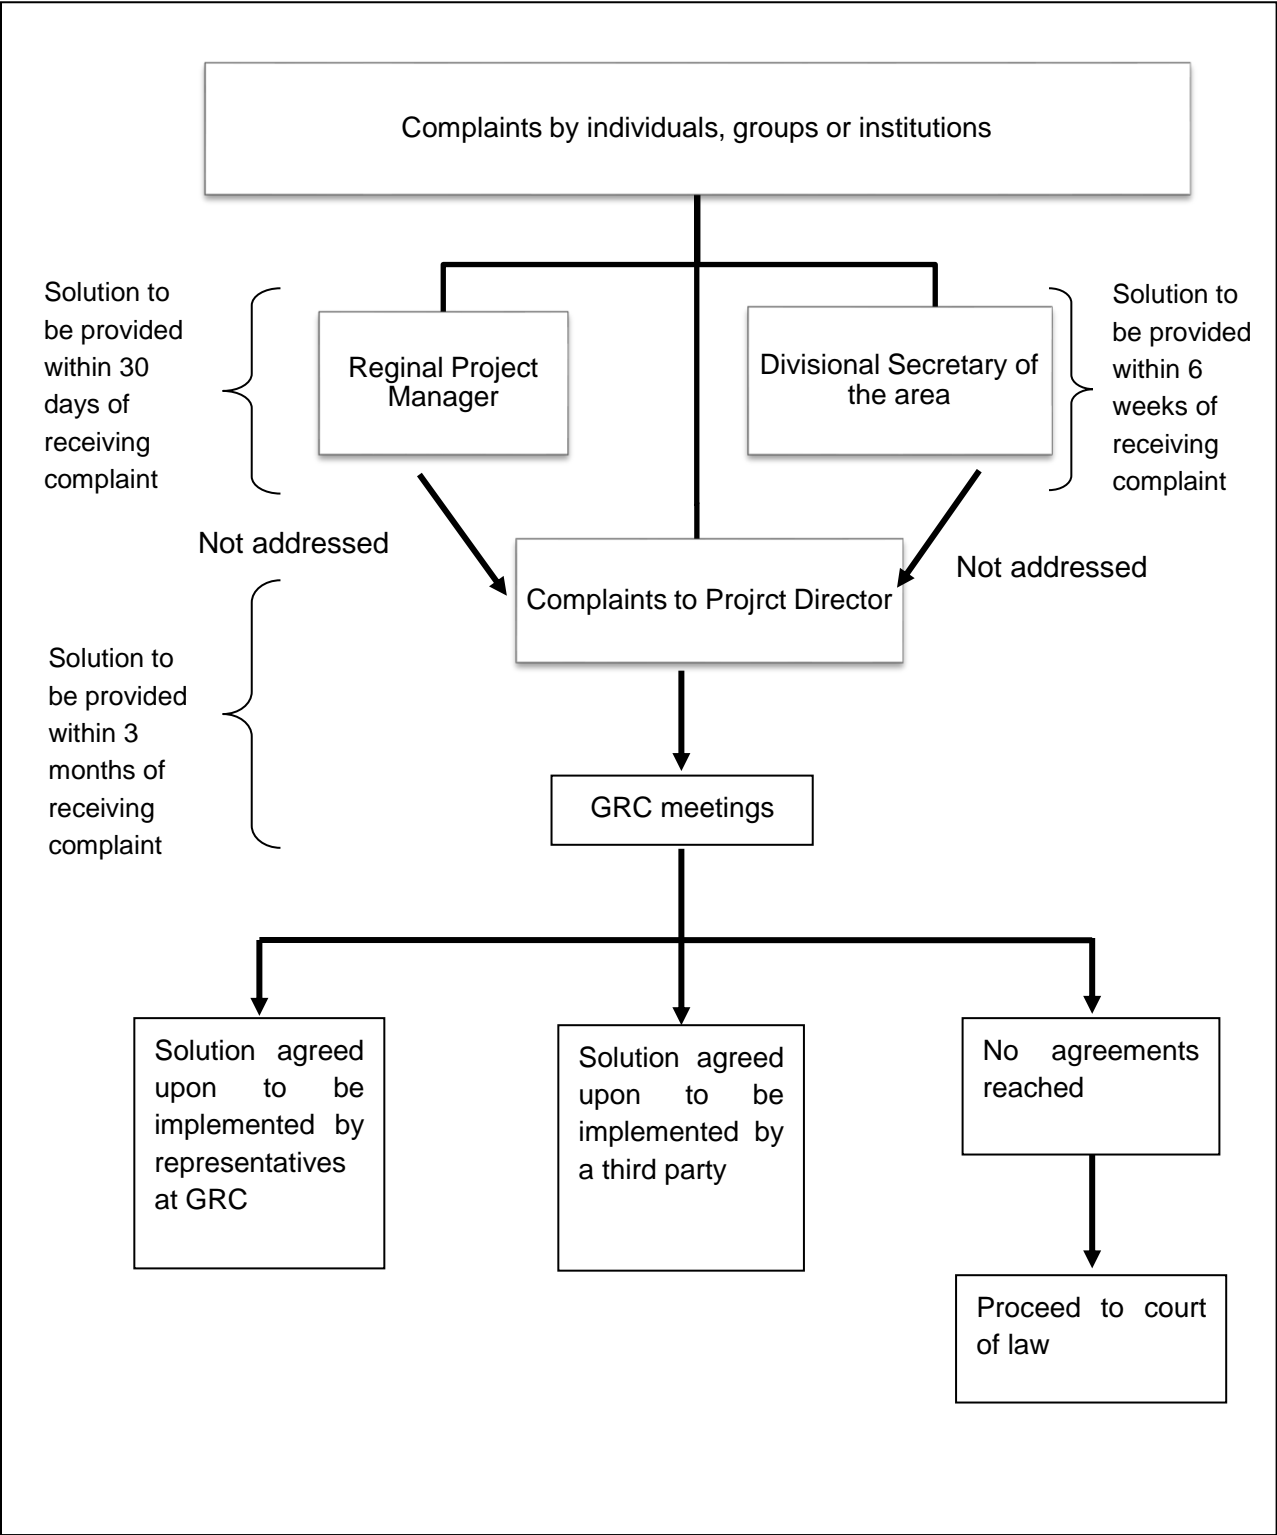 Complaints by individuals, groups or institutions
Solution to
be provided
within 30
days of
receiving
complaint
Reginal Project
Manager
Divisional Secretary of
the area
Solution to
be provided
within 6
weeks of
receiving
complaint
Not addressed
Not addressed
Complaints to Projrct Director
Solution to
be provided
within 3
months of
receiving
complaint
GRC meetings
Solution agreed
upon to be
implemented by
representatives
at GRC
Solution agreed
upon to be
implemented by
a third party
No agreements
reached
Proceed to court
of law